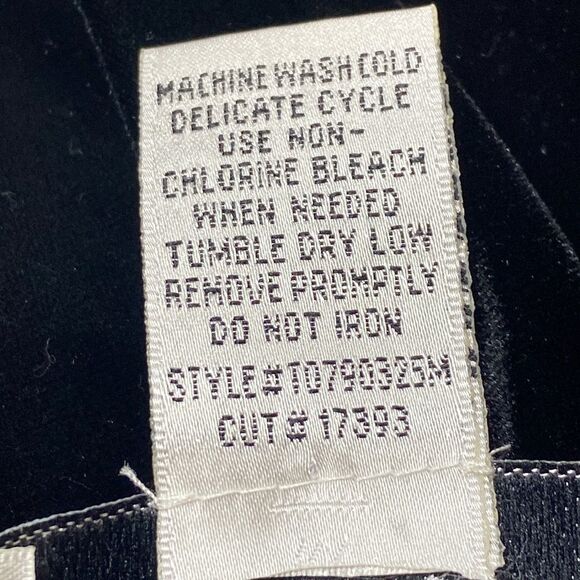 MACHINE WASH COLD
DELICATE CYCLE
USE NON-
CHLORINE BLEACH
WHEN NEEDED
TUMBLE DRY LOW
REMOVE PROMPTLY
DO NOT IRON
STYLE# T0790323M
CUT# 17393